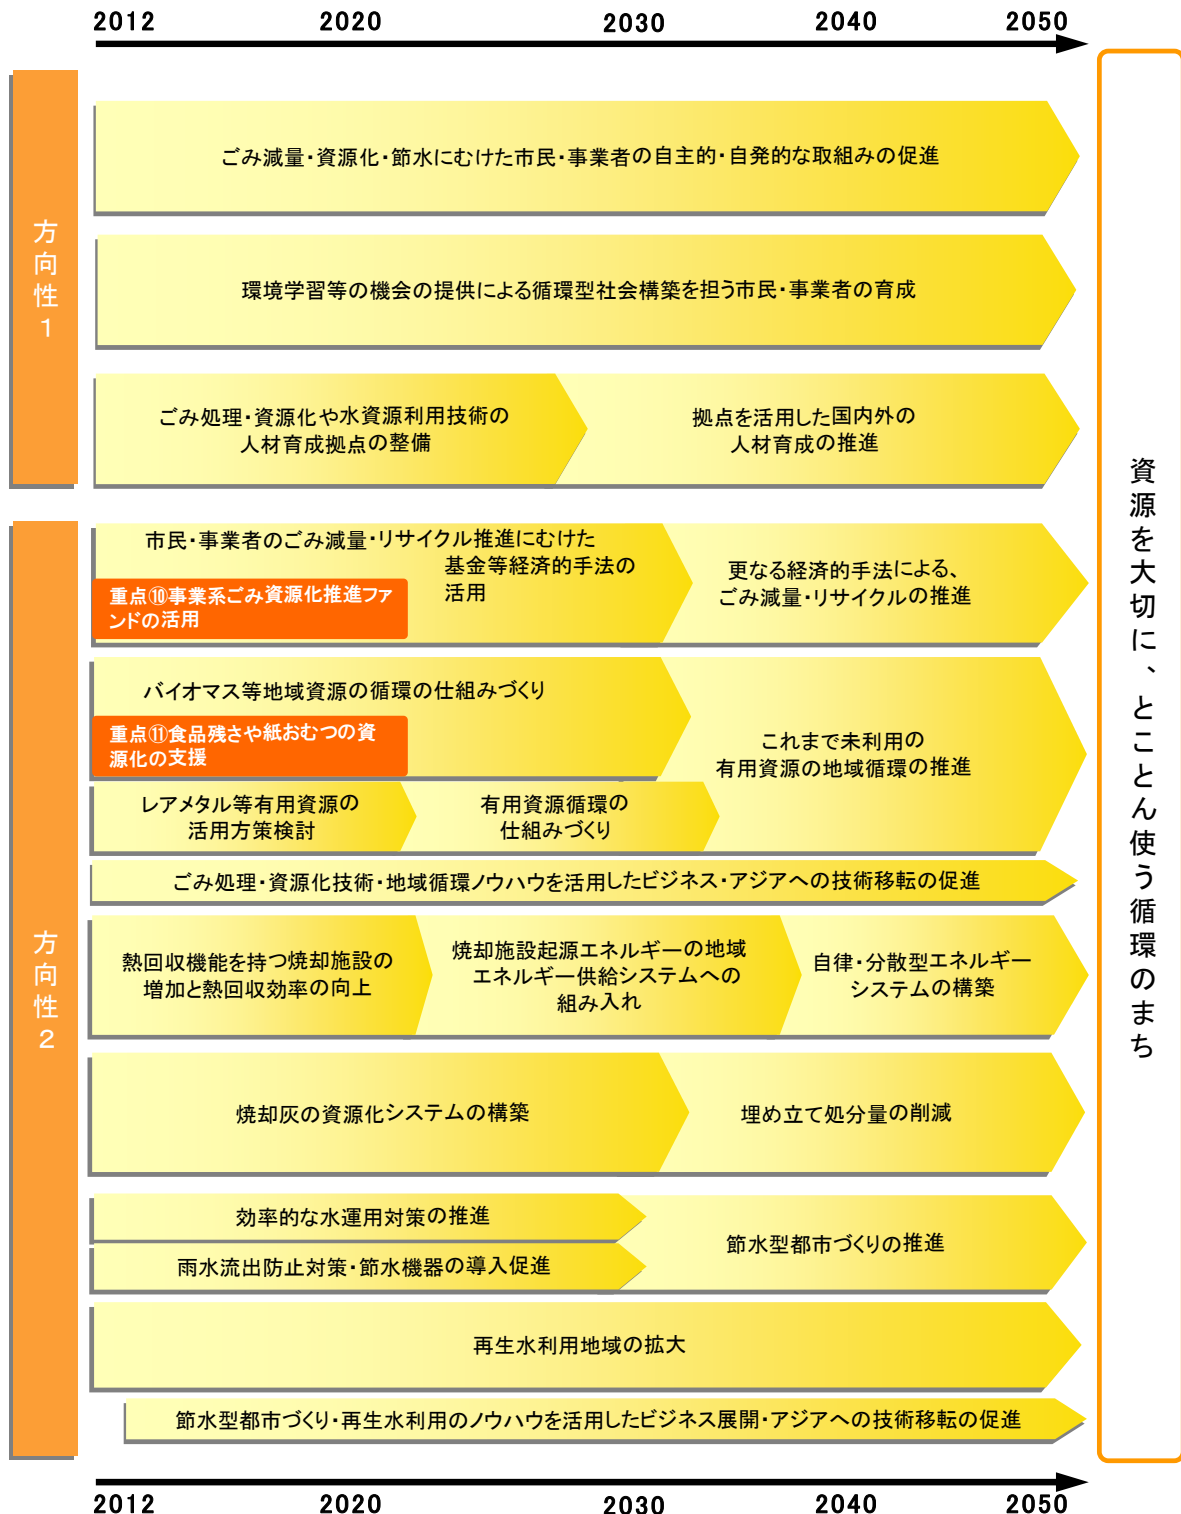 2012 2020 2030 2040 2050
方向性1
ごみ減量・資源化・節水にむけた市民・事業者の自主的・自発的な取組みの促進
環境学習等の機会の提供による循環型社会構築を担う市民・事業者の育成
ごみ処理・資源化や水資源利用技術の
人材育成拠点の整備
拠点を活用した国内外の
人材育成の推進
方向性2
市民・事業者のごみ減量・リサイクル推進にむけた
基金等経済的手法の
活用
重点⑩事業系ごみ資源化推進ファ
ンドの活用
更なる経済的手法による、
ごみ減量・リサイクルの推進
バイオマス等地域資源の循環の仕組みづくり
重点⑪食品残さや紙おむつの資
源化の支援
これまで未利用の
有用資源の地域循環の推進
レアメタル等有用資源の
活用方策検討
有用資源循環の
仕組みづくり
ごみ処理・資源化技術・地域循環ノウハウを活用したビジネス・アジアへの技術移転の促進
熱回収機能を持つ焼却施設の
増加と熱回収効率の向上
焼却施設起源エネルギーの地域
エネルギー供給システムへの
組み入れ
自律・分散型エネルギー
システムの構築
焼却灰の資源化システムの構築
埋め立て処分量の削減
効率的な水運用対策の推進
雨水流出防止対策・節水機器の導入促進
節水型都市づくりの推進
再生水利用地域の拡大
節水型都市づくり・再生水利用のノウハウを活用したビジネス展開・アジアへの技術移転の促進
資源を大切に、とことん使う循環のまち
2012 2020 2030 2040 2050